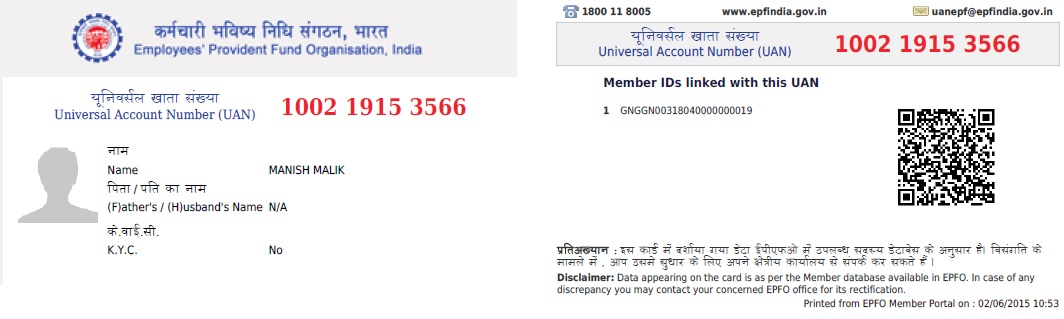 कर्मचारी भविष्य निधि संगठन, भारत
Employees' Provident Fund Organisation, India
यूनिवर्सल खाता संख्या
Universal Account Number (UAN)
1002 1915 3566
नाम
Name MANISH MALIK
पिता / पति का नाम
(F)ather's / (H)usband's Name N/A
के.वाई.सी.
K.Y.C. No
1800 11 8005 www.epfindia.gov.in uanepf@epfindia.gov.in
यूनिवर्सल खाता संख्या
Universal Account Number (UAN)
1002 1915 3566
Member IDs linked with this UAN
1 GNGGN00318040000000019
प्रतिअख्यान : इस कार्ड में दर्शाया गया डेटा ईपीएफओ में उपलब्ध सदस्य डेटाबेस के अनुसार है। विसंगति के
मामले में , आप उसमे सुधार के लिए अपने क्षेत्रीय कार्यालय से संपर्क कर सकते हैं ।
Disclaimer: Data appearing on the card is as per the Member database available in EPFO. In case of any
discrepancy you may contact your concerned EPFO office for its rectification.
Printed from EPFO Member Portal on : 02/06/2015 10:53